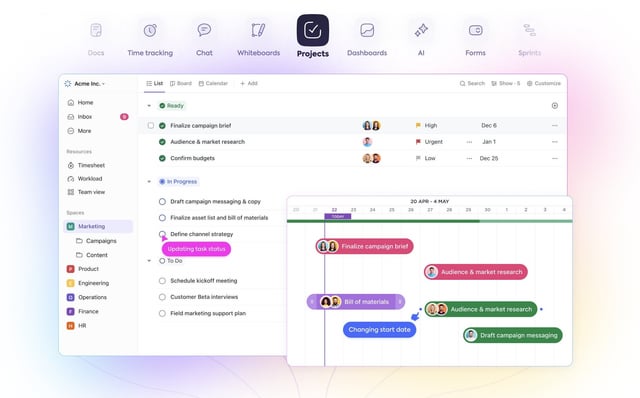 Docs Time tracking Chat Whiteboards Projects Dashboards AI Forms Sprints
Acme Inc.
List Board Calendar + Add Search Show · 5 Customize
Home
Inbox
More
Resources
Timesheet
Workload
Team view
Spaces
M Marketing
Campaigns
Content
P Product
E Engineering
O Operations
F Finance
H HR
Ready
Finalize campaign brief High Dec 6
Audience & market research Urgent Jan 1
Confirm budgets Low Dec 25
In Progress
Draft campaign messaging & copy
Finalize asset list and bill of materials
Define channel strategy
Updating task status
To Do
Schedule kickoff meeting
Customer Beta interviews
Field marketing support plan
20 APR - 4 MAY
20 21 22 23 24 25 26 27 28 29 30 1 2 3 4
TODAY
Finalize campaign brief
Audience & market research
Bill of materials
Audience & market research
Changing start date
Draft campaign messaging